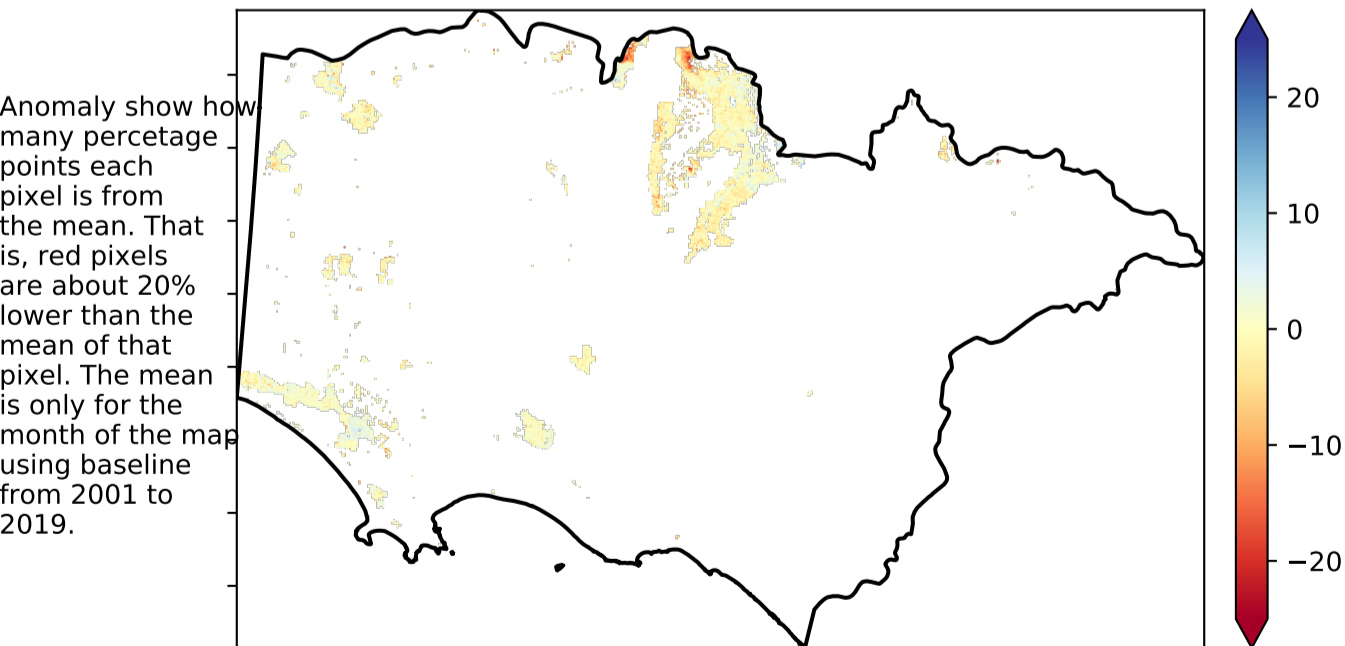 Anomaly show how
many percetage
points each
pixel is from
the mean. That
is, red pixels
are about 20%
lower than the
mean of that
pixel. The mean
is only for the
month of the map
using baseline
from 2001 to
2019.
20
10
0
−10
−20